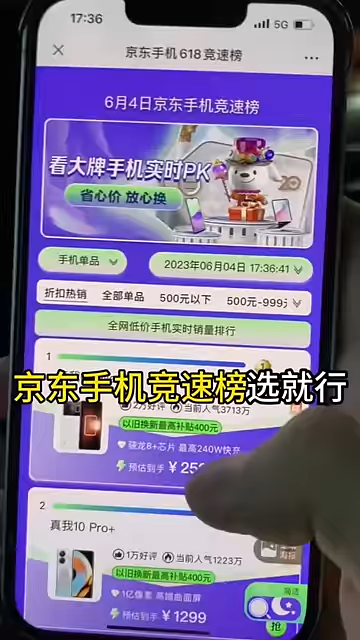 17:36
5G
京东手机618竞速榜
6月4日京东手机竞速榜
看大牌手机实时PK
省心价 放心换
20
手机单品
2023年06月04日 17:36:41
折扣热销 全部单品 500元以下 500元-999元
全网低价手机实时销量排行
1
京东手机竞速榜选就行
2万好评 当前人气3713万
以旧换新最高补贴400元
骁龙8+芯片 最高240W快充
预估到手 ¥25
2
真我10 Pro+
1万好评 当前人气1223万
以旧换新最高补贴400元
1亿像素 高端曲面屏
预估到手 ¥1299
抢